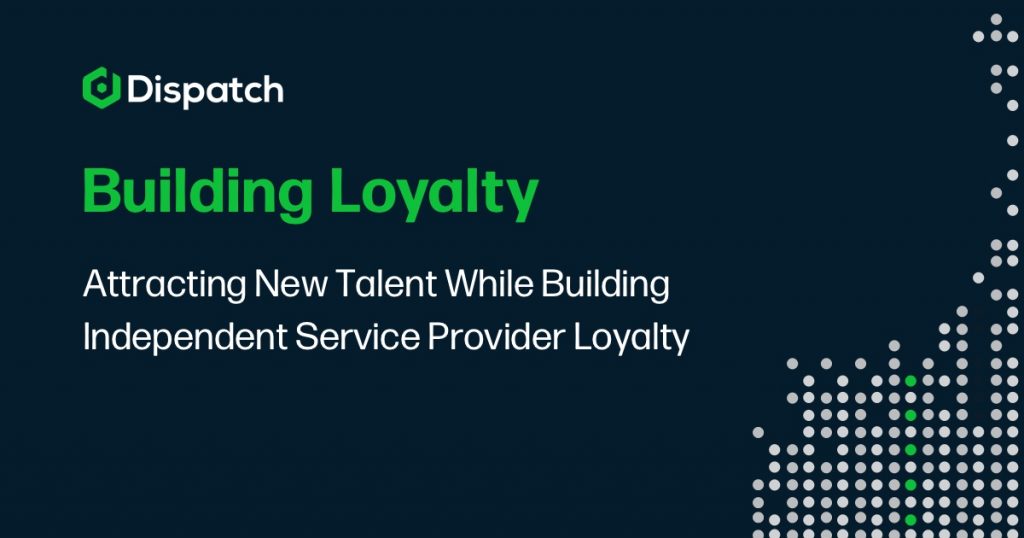 Dispatch
Building Loyalty
Attracting New Talent While Building
Independent Service Provider Loyalty